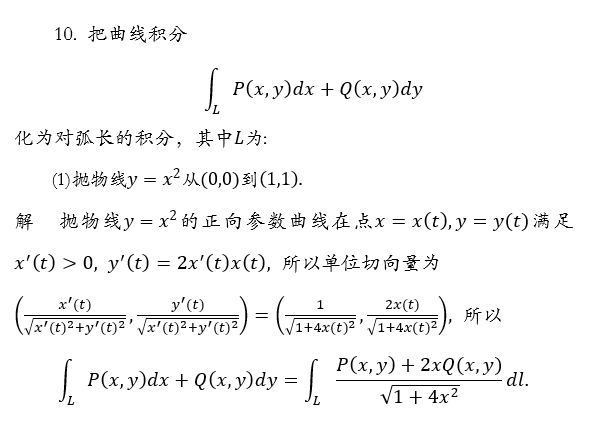 10. 把曲线积分
∫_L P(x,y)dx + Q(x,y)dy
化为对弧长的积分，其中L为:
(1)抛物线y = x²从(0,0)到(1,1).
解 抛物线y = x²的正向参数曲线在点x = x(t), y = y(t)满足
x′(t) > 0, y′(t) = 2x′(t)x(t), 所以单位切向量为
(x′(t)/√(x′(t)²+y′(t)²), y′(t)/√(x′(t)²+y′(t)²)) = (1/√(1+4x(t)²), 2x(t)/√(1+4x(t)²)), 所以
∫_L P(x,y)dx + Q(x,y)dy = ∫_L (P(x,y) + 2xQ(x,y))/√(1 + 4x²) dl.